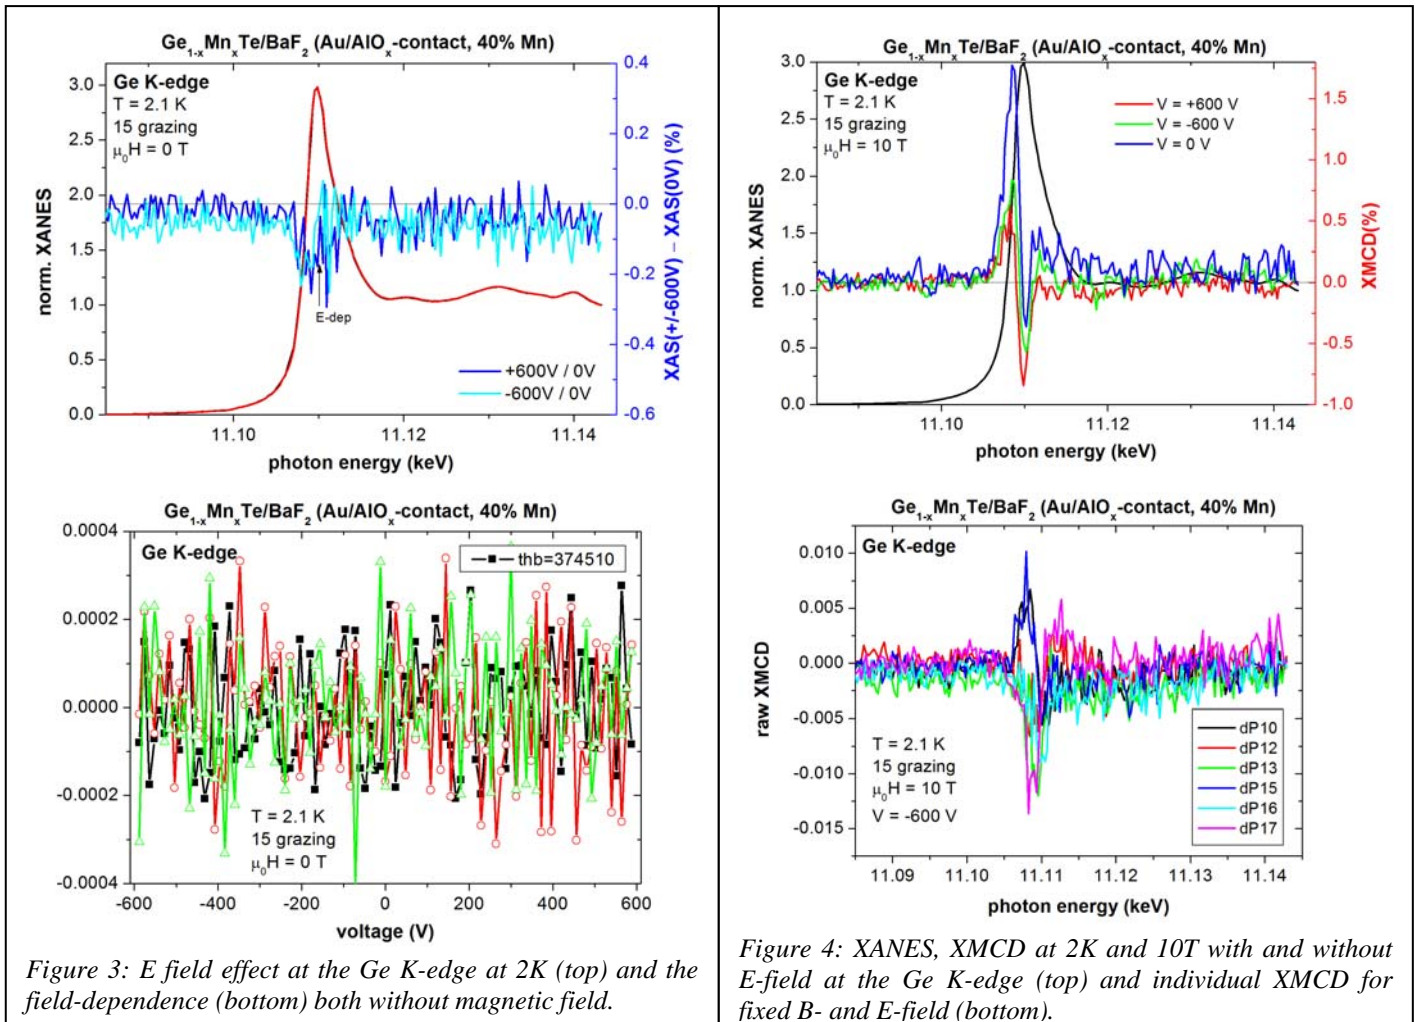 Ge1-xMnxTe/BaF2 (Au/AlOx-contact, 40% Mn)
Ge K-edge
T = 2.1 K
15 grazing
μ0H = 0 T
3.0
2.5
2.0
1.5
1.0
0.5
0.0
norm. XANES
0.4
0.2
0.0
-0.2
-0.4
-0.6
XAS(+/-600V) – XAS(0V) (%)
E-dep
+600V / 0V
-600V / 0V
11.10 11.12 11.14
photon energy (keV)
Ge1-xMnxTe/BaF2 (Au/AlOx-contact, 40% Mn)
Ge K-edge
thb=374510
0.0004
0.0002
0.0000
-0.0002
-0.0004
T = 2.1 K
15 grazing
μ0H = 0 T
-600 -400 -200 0 200 400 600
voltage (V)
Figure 3: E field effect at the Ge K-edge at 2K (top) and the
field-dependence (bottom) both without magnetic field.
Ge1-xMnxTe/BaF2 (Au/AlOx-contact, 40% Mn)
Ge K-edge
T = 2.1 K
15 grazing
μ0H = 10 T
V = +600 V
V = -600 V
V = 0 V
3.0
2.5
2.0
1.5
1.0
0.5
0.0
norm. XANES
1.5
1.0
0.5
0.0
-0.5
-1.0
XMCD(%)
11.10 11.12 11.14
photon energy (keV)
Ge1-xMnxTe/BaF2 (Au/AlOx-contact, 40% Mn)
Ge K-edge
0.010
0.005
0.000
-0.005
-0.010
-0.015
raw XMCD
T = 2.1 K
15 grazing
μ0H = 10 T
V = -600 V
dP10
dP12
dP13
dP15
dP16
dP17
11.09 11.10 11.11 11.12 11.13 11.14
photon energy (keV)
Figure 4: XANES, XMCD at 2K and 10T with and without
E-field at the Ge K-edge (top) and individual XMCD for
fixed B- and E-field (bottom).